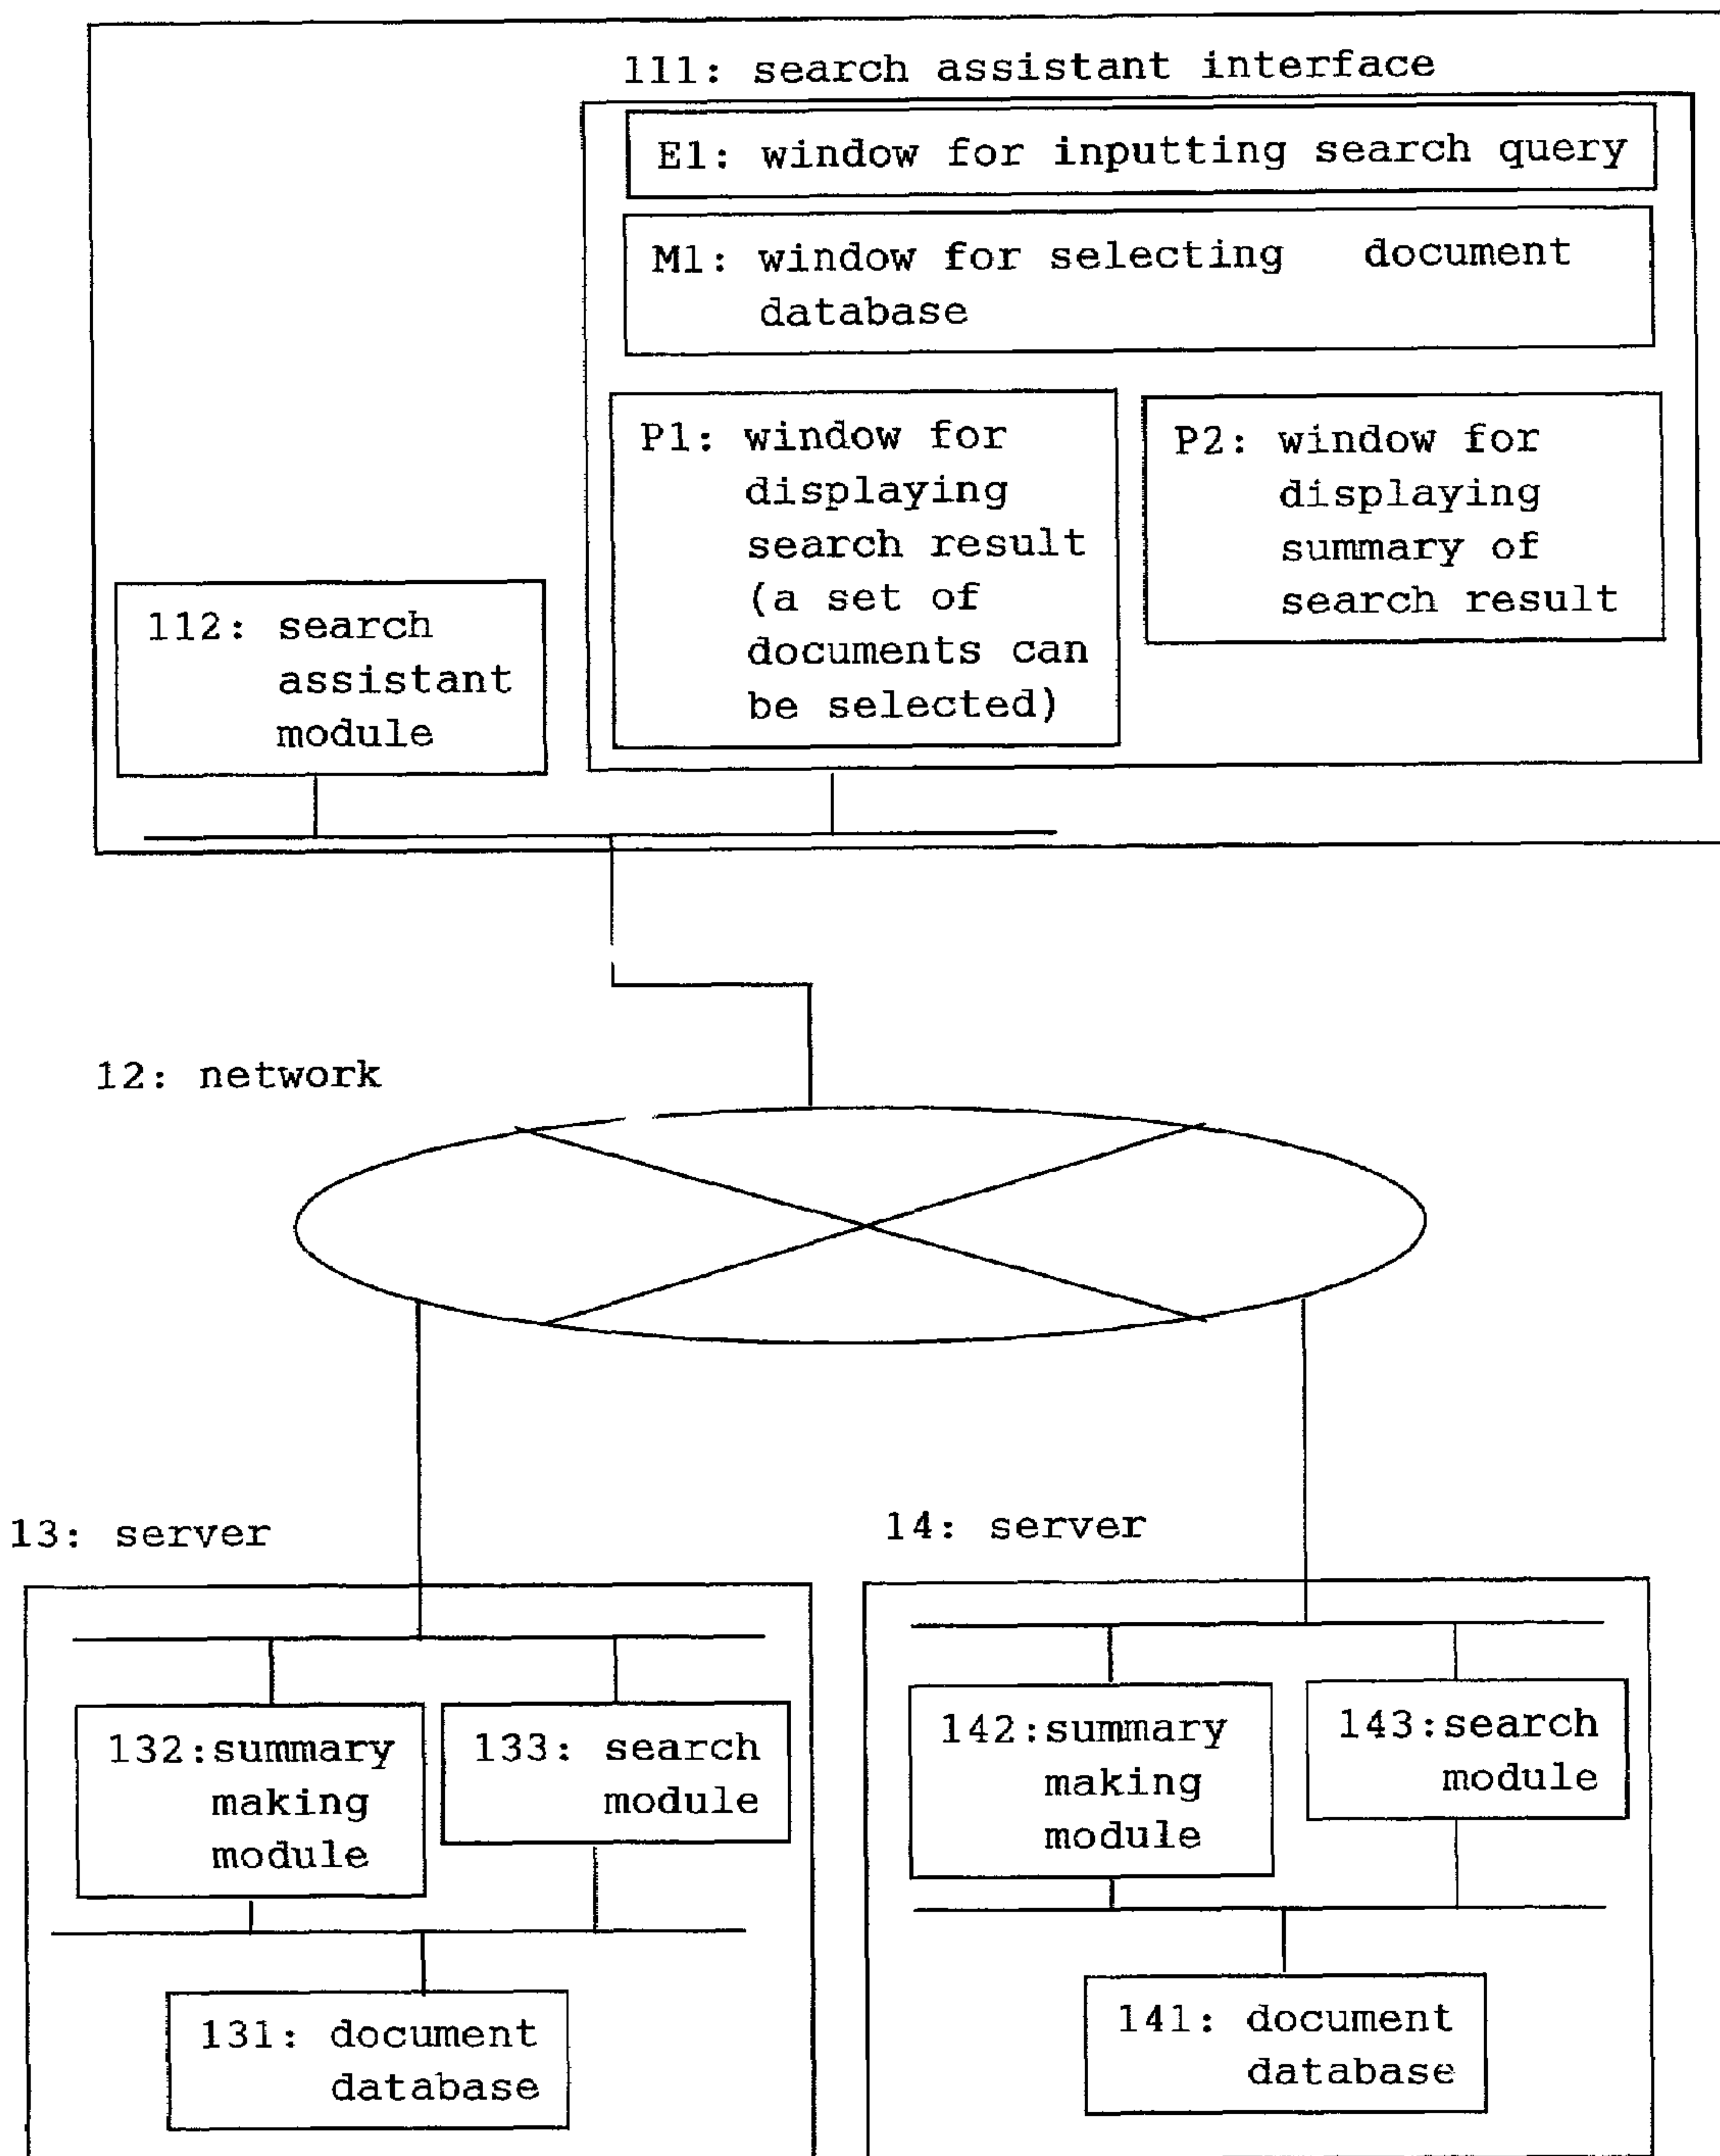 111: search assistant interface
E1: window for inputting search query
M1: window for selecting document
database
P1: window for
displaying
search result
(a set of
documents can
be selected)
P2: window for
displaying
summary of
search result
112: search
assistant
module
12: network
13: server
14: server
132:summary
making
module
133: search
module
142:summary
making
module
143:search
module
131: document
database
141: document
database